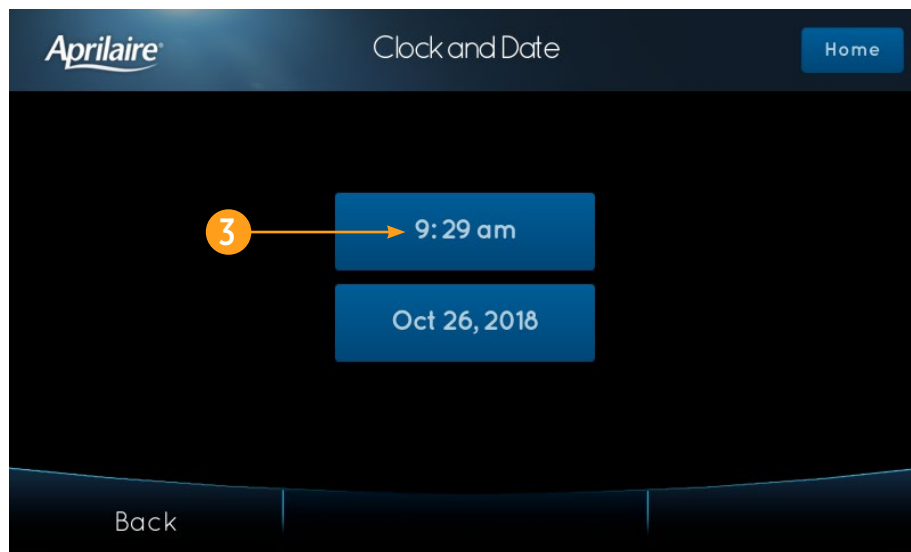 Aprilaire®
Clock and Date
Home
3
9:29 am
Oct 26, 2018
Back